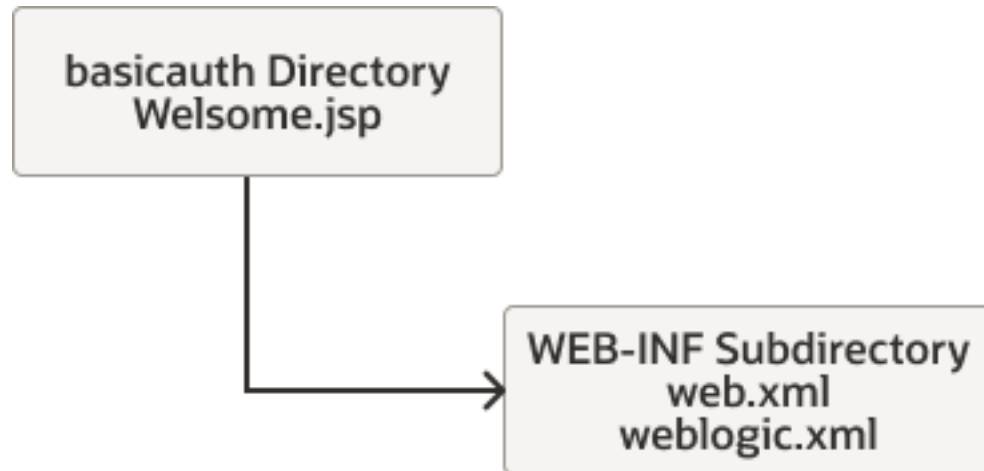 basicauth Directory
Welsome.jsp
WEB-INF Subdirectory
web.xml
weblogic.xml